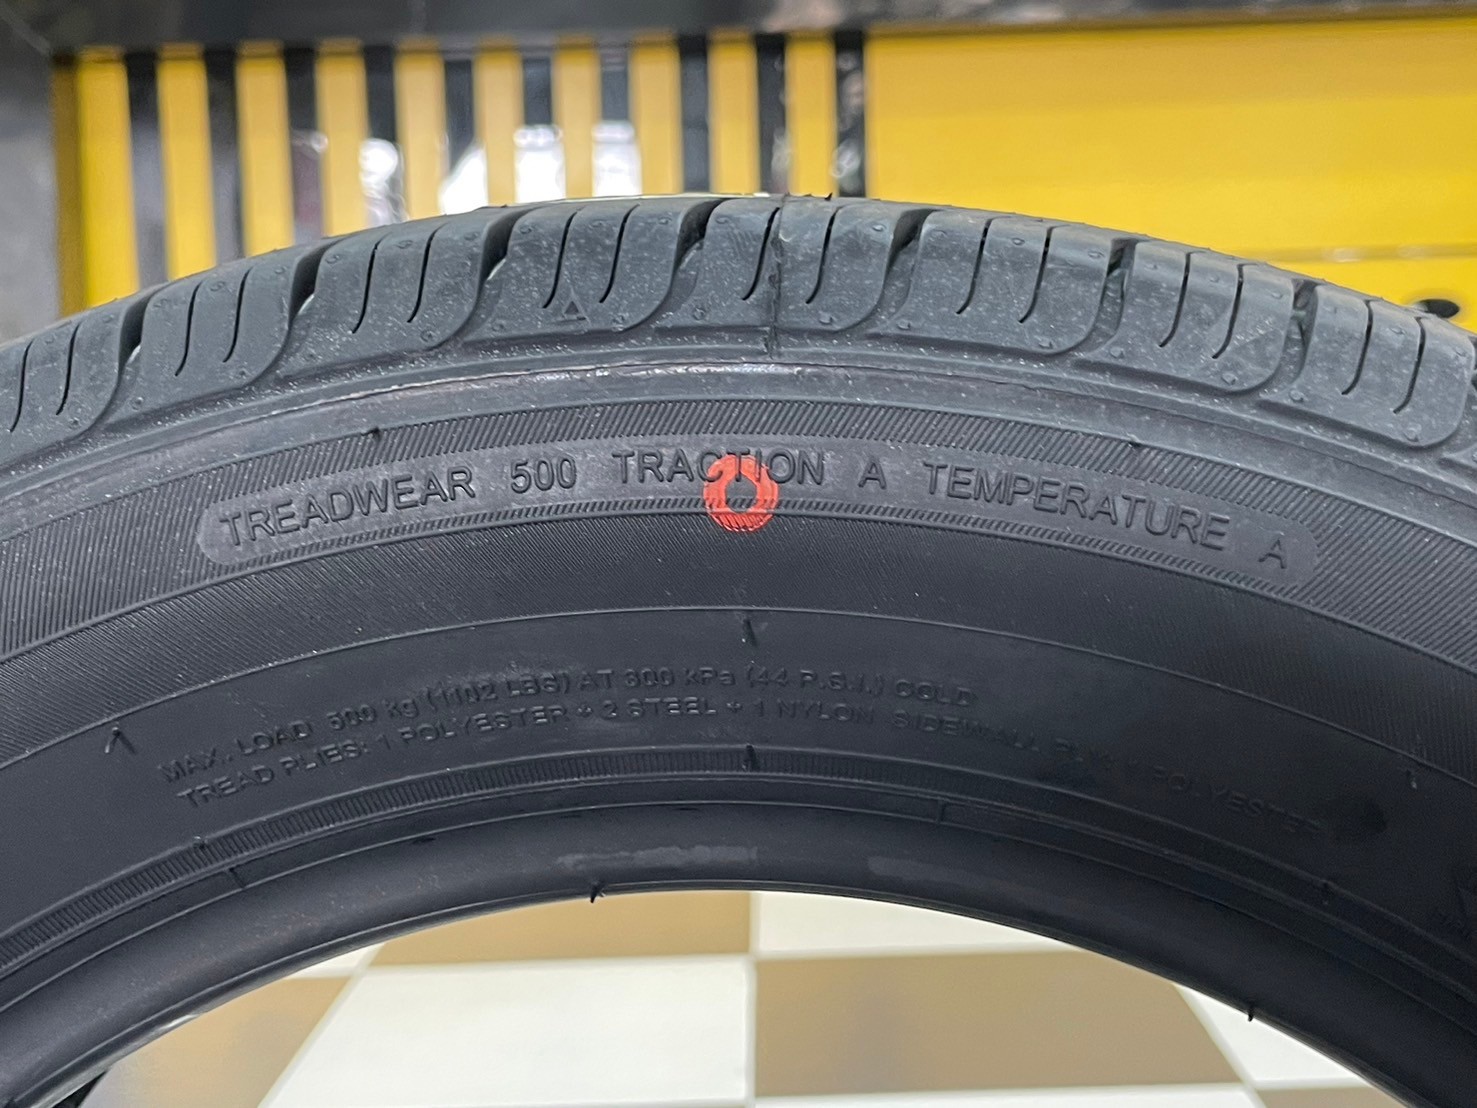 TREADWEAR 500 TRACTION A TEMPERATURE A
MAX. LOAD 500 kg (1102 LBS) AT 300 kPa (44 P.S.I.) COLD
TREAD PLIES: 1 POLYESTER + 2 STEEL + 1 NYLON SIDEWALL PLY: 1 POLYESTER